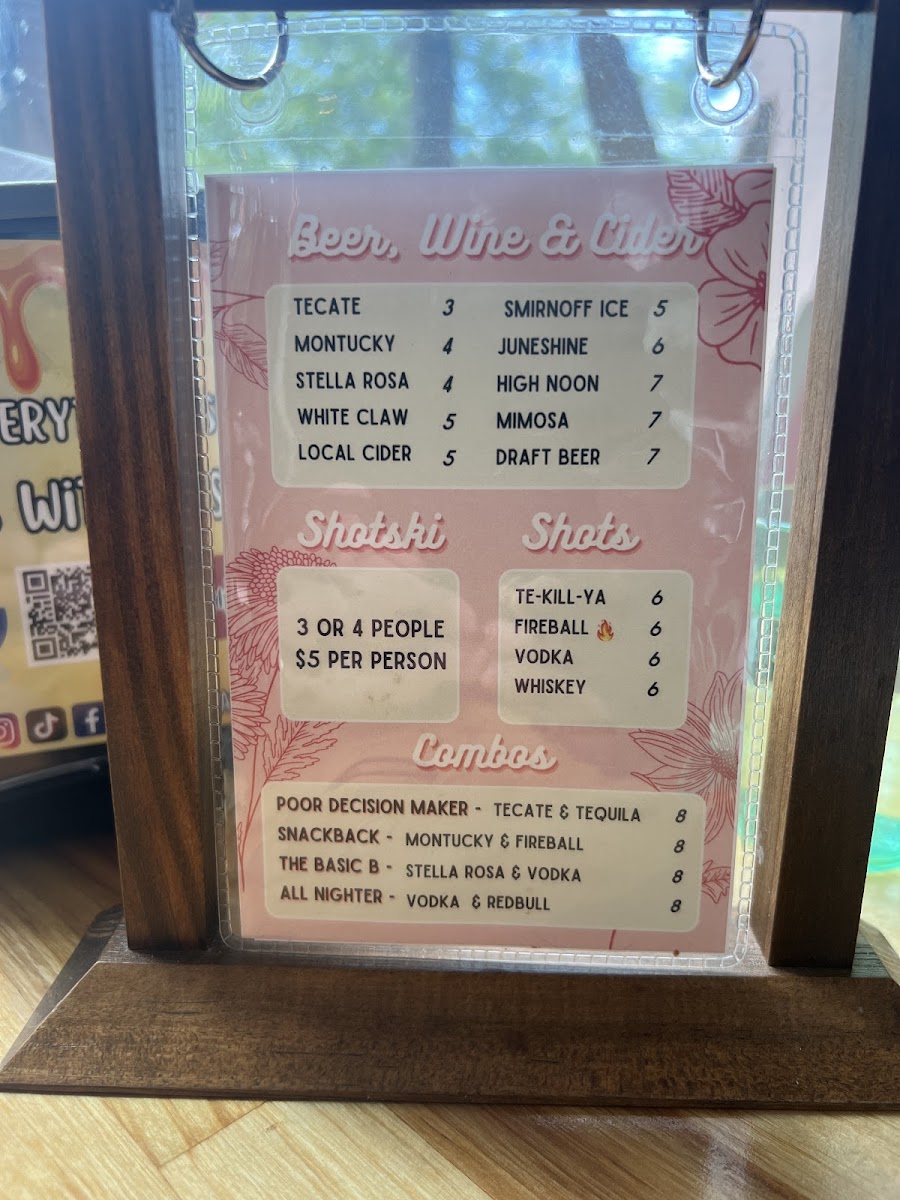 Beer, Wine & Cider
TECATE 3
MONTUCKY 4
STELLA ROSA 4
WHITE CLAW 5
LOCAL CIDER 5
SMIRNOFF ICE 5
JUNESHINE 6
HIGH NOON 7
MIMOSA 7
DRAFT BEER 7
Shotski
3 OR 4 PEOPLE
$5 PER PERSON
Shots
TE-KILL-YA 6
FIREBALL 🔥 6
VODKA 6
WHISKEY 6
Combos
POOR DECISION MAKER - TECATE & TEQUILA 8
SNACKBACK - MONTUCKY & FIREBALL 8
THE BASIC B - STELLA ROSA & VODKA 8
ALL NIGHTER - VODKA & REDBULL 8